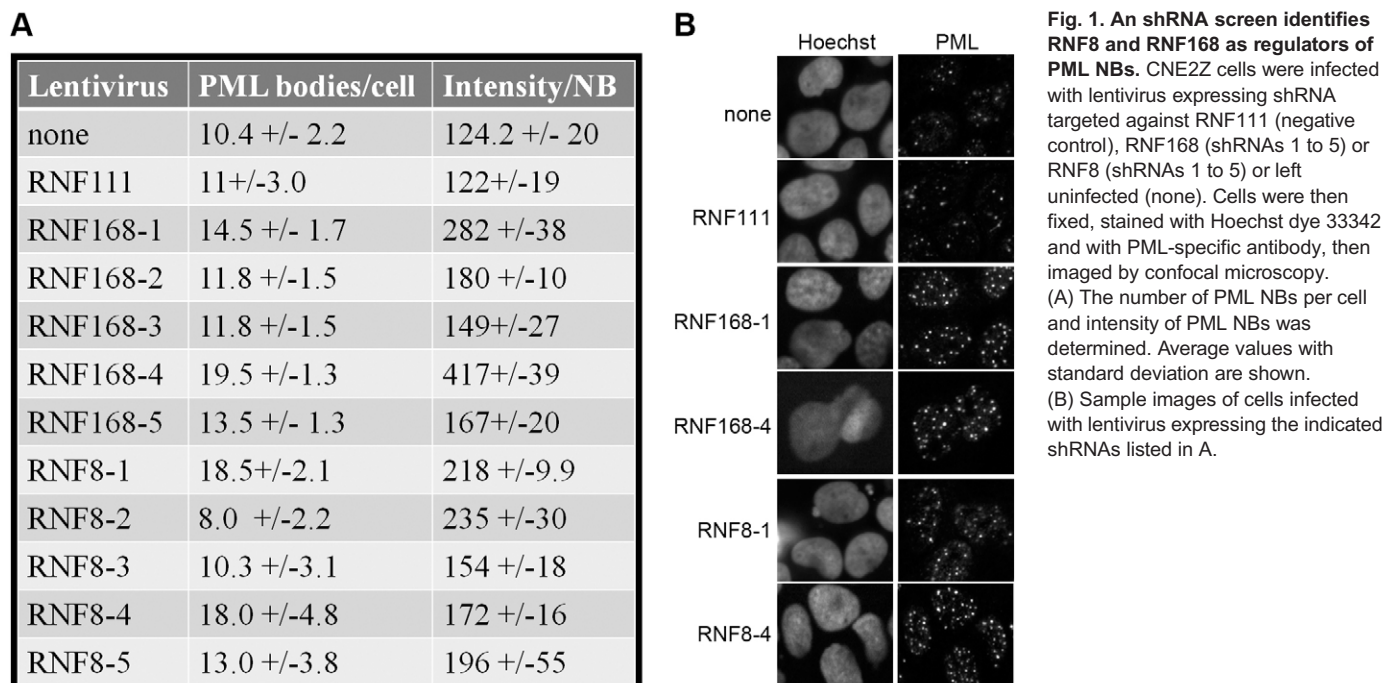 A
Lentivirus PML bodies/cell Intensity/NB
none 10.4 +/- 2.2 124.2 +/- 20
RNF111 11+/-3.0 122+/-19
RNF168-1 14.5 +/- 1.7 282 +/-38
RNF168-2 11.8 +/-1.5 180 +/-10
RNF168-3 11.8 +/-1.5 149+/-27
RNF168-4 19.5 +/-1.3 417+/-39
RNF168-5 13.5 +/- 1.3 167+/-20
RNF8-1 18.5+/-2.1 218 +/-9.9
RNF8-2 8.0 +/-2.2 235 +/-30
RNF8-3 10.3 +/-3.1 154 +/-18
RNF8-4 18.0 +/-4.8 172 +/-16
RNF8-5 13.0 +/-3.8 196 +/-55
B
Hoechst PML
none
RNF111
RNF168-1
RNF168-4
RNF8-1
RNF8-4
Fig. 1. An shRNA screen identifies
RNF8 and RNF168 as regulators of
PML NBs. CNE2Z cells were infected
with lentivirus expressing shRNA
targeted against RNF111 (negative
control), RNF168 (shRNAs 1 to 5) or
RNF8 (shRNAs 1 to 5) or left
uninfected (none). Cells were then
fixed, stained with Hoechst dye 33342
and with PML-specific antibody, then
imaged by confocal microscopy.
(A) The number of PML NBs per cell
and intensity of PML NBs was
determined. Average values with
standard deviation are shown.
(B) Sample images of cells infected
with lentivirus expressing the indicated
shRNAs listed in A.